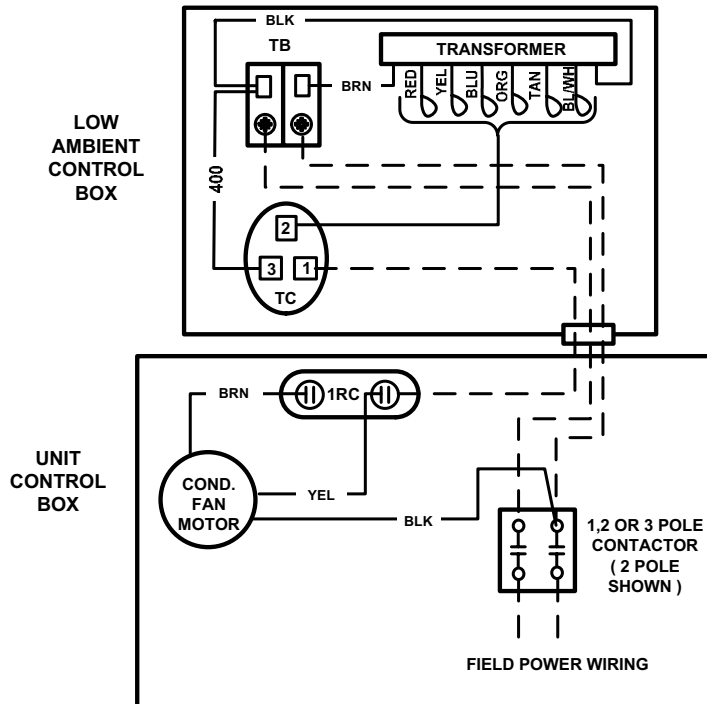 BLK
TB
TRANSFORMER
BRN
RED
YEL
BLU
ORG
TAN
BL/WH
LOW
AMBIENT
CONTROL
BOX
400
2
3
1
TC
BRN
1RC
UNIT
CONTROL
BOX
COND.
FAN
MOTOR
YEL
BLK
1,2 OR 3 POLE
CONTACTOR
( 2 POLE
SHOWN )
FIELD POWER WIRING